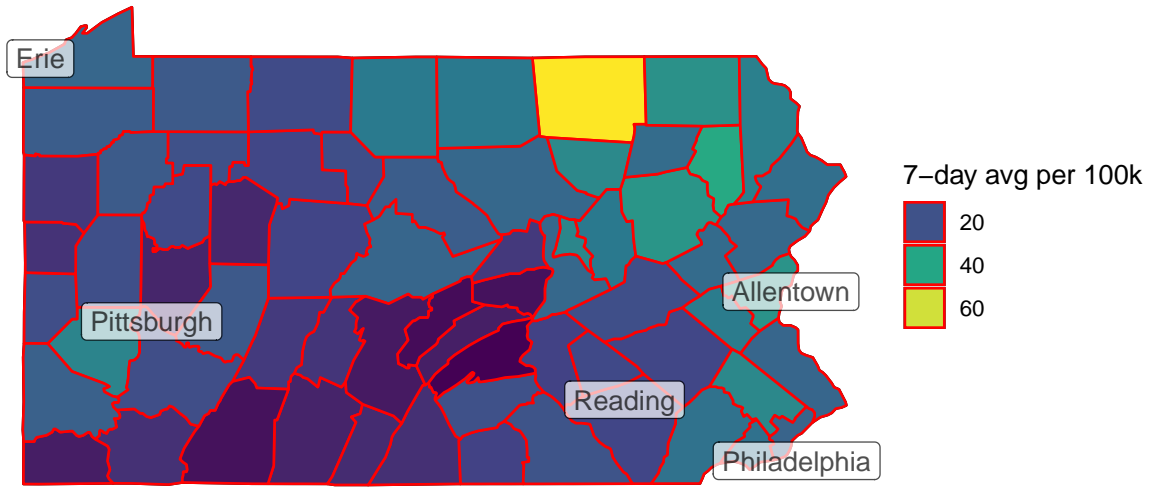 Erie
7−day avg per 100k
20
40
60
Allentown
Pittsburgh
Reading
Philadelphia